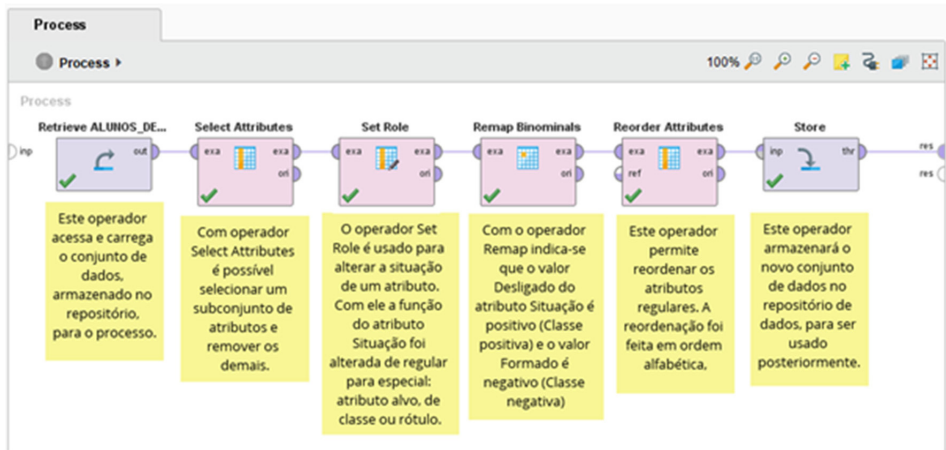 Process
Process
100%
Process
Retrieve ALUNOS_DE...
Select Attributes
Set Role
Remap Binominals
Reorder Attributes
Store
inp
out
exa
exa
ori
exa
exa
ori
exa
exa
ori
exa
exa
ref
ori
inp
thr
res
res
Este operador
acessa e carrega
o conjunto de
dados,
armazenado no
repositório,
para o processo.
Com operador
Select Attributes
é possível
selecionar um
subconjunto de
atributos e
remover os
demais.
O operador Set
Role é usado para
alterar a situação
de um atributo.
Com ele a função
do atributo
Situação foi
alterada de regular
para especial:
atributo alvo, de
classe ou rótulo.
Com o operador
Remap indica-se
que o valor
Desligado do
atributo Situação é
positivo (Classe
positiva) e o valor
Formado é
negativo (Classe
negativa)
Este operador
permite
reordenar os
atributos
regulares. A
reordenação foi
feita em ordem
alfabética,
Este operador
armazenará o
novo conjunto
de dados no
repositório de
dados, para ser
usado
posteriormente.